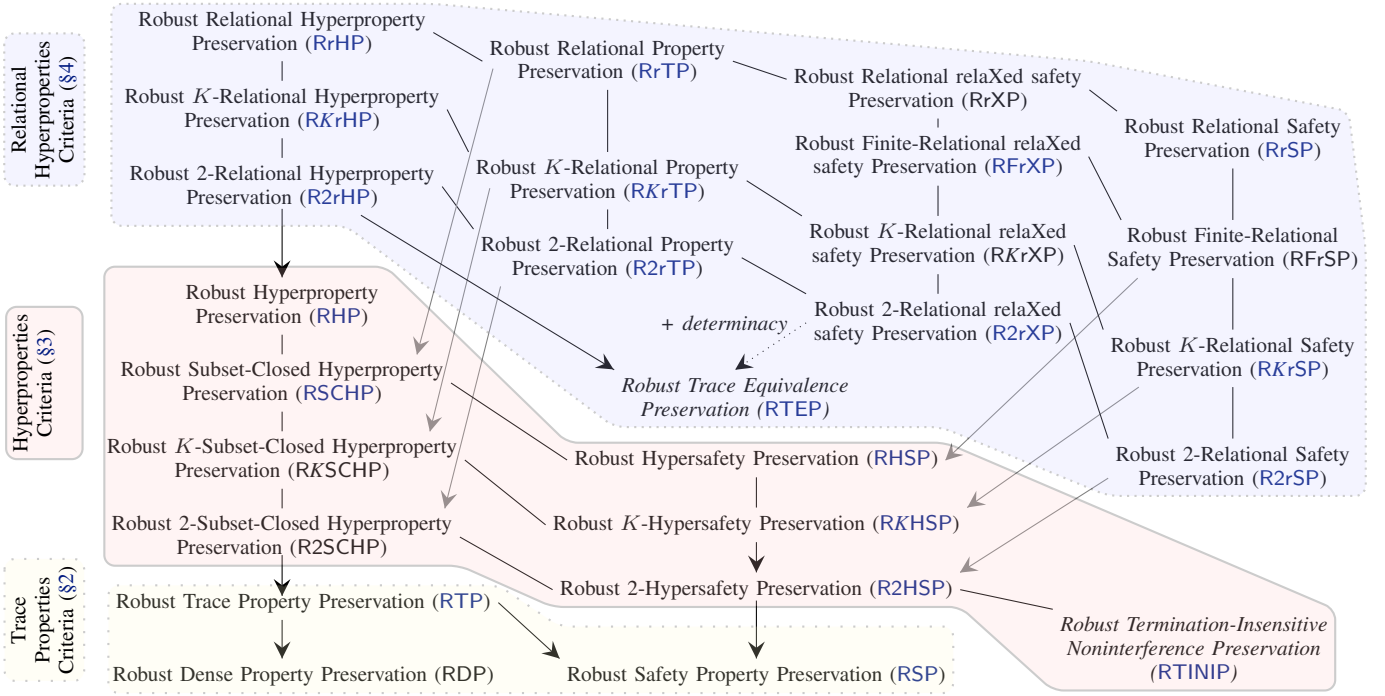 Relational
Hyperproperties
Criteria (§4)
Robust Relational Hyperproperty
Preservation (RrHP)
Robust K-Relational Hyperproperty
Preservation (RKrHP)
Robust 2-Relational Hyperproperty
Preservation (R2rHP)
Robust Relational Property
Preservation (RrTP)
Robust K-Relational Property
Preservation (RKrTP)
Robust 2-Relational Property
Preservation (R2rTP)
Robust Relational relaXed safety
Preservation (RrXP)
Robust Finite-Relational relaXed
safety Preservation (RFrXP)
Robust K-Relational relaXed
safety Preservation (RKrXP)
Robust 2-Relational relaXed
safety Preservation (R2rXP)
Robust Relational Safety
Preservation (RrSP)
Robust Finite-Relational
Safety Preservation (RFrSP)
Robust K-Relational Safety
Preservation (RKrSP)
Robust 2-Relational Safety
Preservation (R2rSP)
+ determinacy
Robust Trace Equivalence
Preservation (RTEP)
Hyperproperties
Criteria (§3)
Robust Hyperproperty
Preservation (RHP)
Robust Subset-Closed Hyperproperty
Preservation (RSCHP)
Robust K-Subset-Closed Hyperproperty
Preservation (RKSCHP)
Robust 2-Subset-Closed Hyperproperty
Preservation (R2SCHP)
Robust Hypersafety Preservation (RHSP)
Robust K-Hypersafety Preservation (RKHSP)
Robust 2-Hypersafety Preservation (R2HSP)
Robust Termination-Insensitive
Noninterference Preservation
(RTINIP)
Trace
Properties
Criteria (§2)
Robust Trace Property Preservation (RTP)
Robust Dense Property Preservation (RDP)
Robust Safety Property Preservation (RSP)